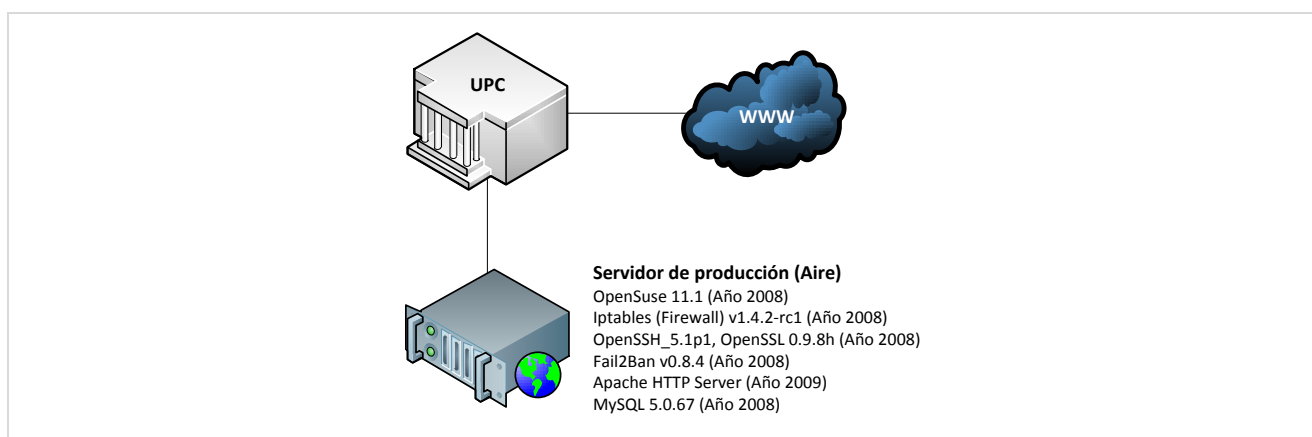 UPC
WWW
Servidor de producción (Aire)
OpenSuse 11.1 (Año 2008)
Iptables (Firewall) v1.4.2-rc1 (Año 2008)
OpenSSH_5.1p1, OpenSSL 0.9.8h (Año 2008)
Fail2Ban v0.8.4 (Año 2008)
Apache HTTP Server (Año 2009)
MySQL 5.0.67 (Año 2008)